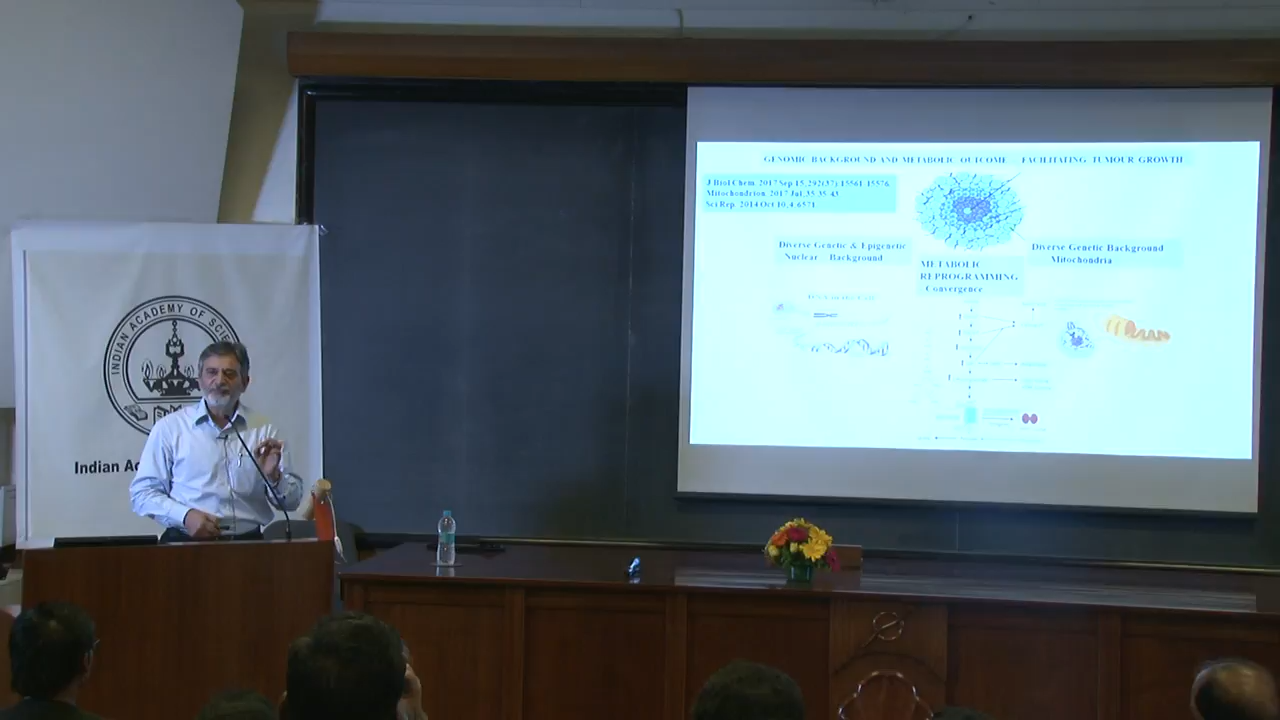 INDIAN ACADEMY OF SCIE
Indian Ac
GENOMIC BACKGROUND AND METABOLIC OUTCOME FACILITATING TUMOUR GROWTH
J Biol Chem. 2017 Sep 15;292(37):15561-15576
Mitochondrion. 2017 Jul;35:35-43
Sci Rep. 2014 Oct 10;4:6571
Diverse Genetic & Epigenetic
Nuclear Background
METABOLIC
REPROGRAMMING
Convergence
Diverse Genetic Background
Mitochondria